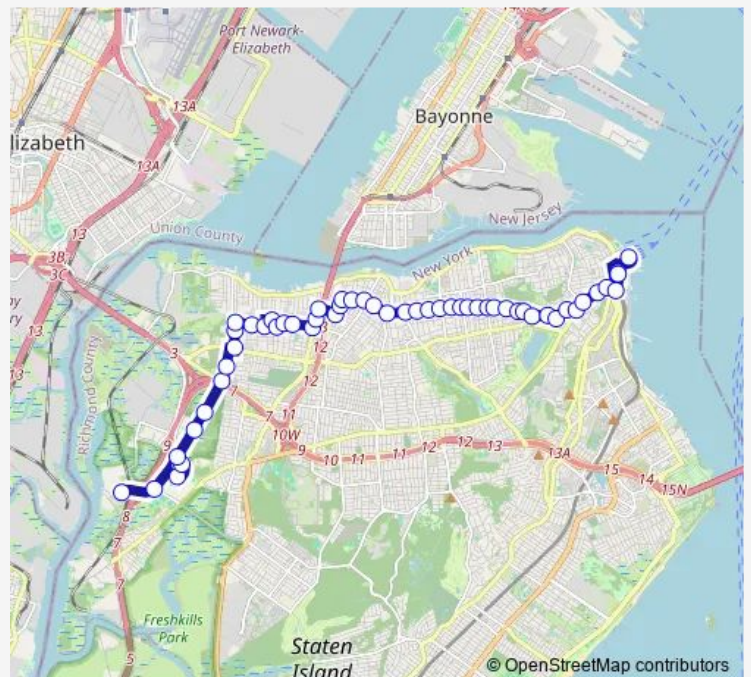 Port Newark-
Elizabeth
13A
Bayonne
lizabeth
13A
13
Union County
New Jersey
3B
3C
New York
13
13
Richmond County
3
12
7
12
7
11
10W
9
9
10
11
11
12
12
13
13A
15
14
15N
8
7
7
Freshkills
Park
5
Staten
Island
© OpenStreetMap contributors